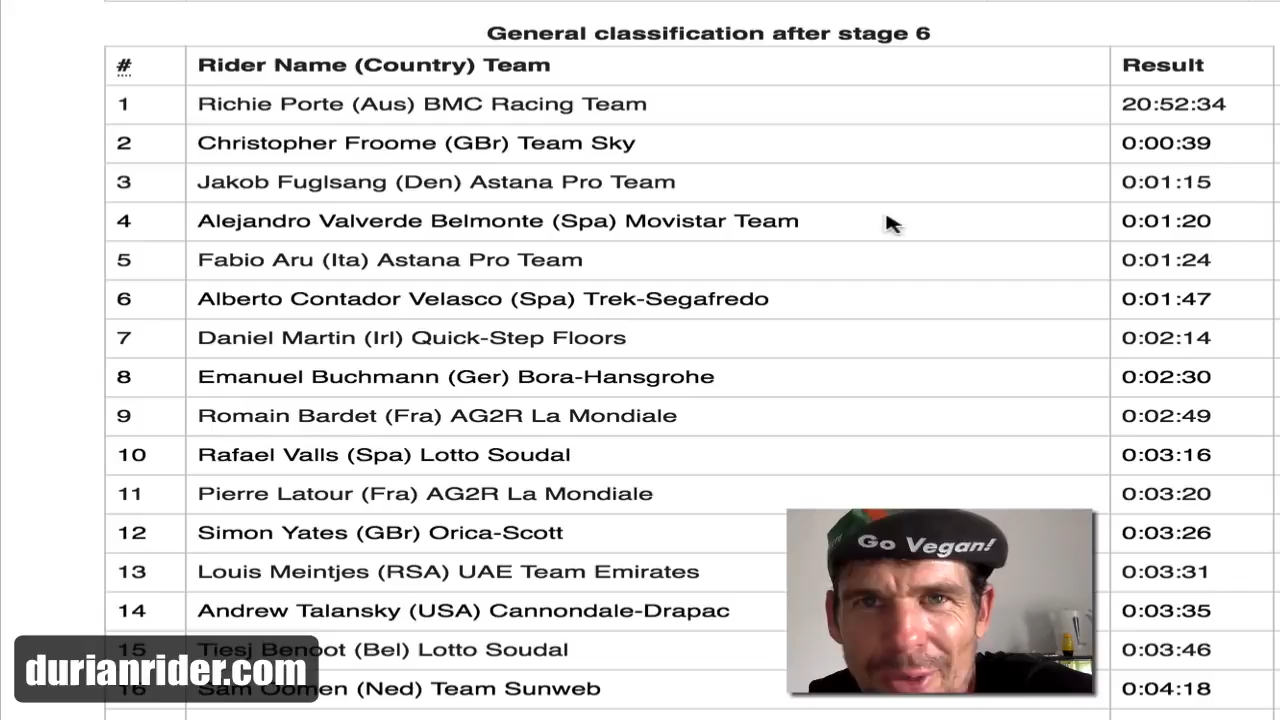 General classification after stage 6
# Rider Name (Country) Team Result
1 Richie Porte (Aus) BMC Racing Team 20:52:34
2 Christopher Froome (GBr) Team Sky 0:00:39
3 Jakob Fuglsang (Den) Astana Pro Team 0:01:15
4 Alejandro Valverde Belmonte (Spa) Movistar Team 0:01:20
5 Fabio Aru (Ita) Astana Pro Team 0:01:24
6 Alberto Contador Velasco (Spa) Trek-Segafredo 0:01:47
7 Daniel Martin (Irl) Quick-Step Floors 0:02:14
8 Emanuel Buchmann (Ger) Bora-Hansgrohe 0:02:30
9 Romain Bardet (Fra) AG2R La Mondiale 0:02:49
10 Rafael Valls (Spa) Lotto Soudal 0:03:16
11 Pierre Latour (Fra) AG2R La Mondiale 0:03:20
12 Simon Yates (GBr) Orica-Scott 0:03:26
13 Louis Meintjes (RSA) UAE Team Emirates 0:03:31
14 Andrew Talansky (USA) Cannondale-Drapac 0:03:35
15 Tiesj Benoot (Bel) Lotto Soudal 0:03:46
16 Sam Oomen (Ned) Team Sunweb 0:04:18
Go Vegan!
durianrider.com